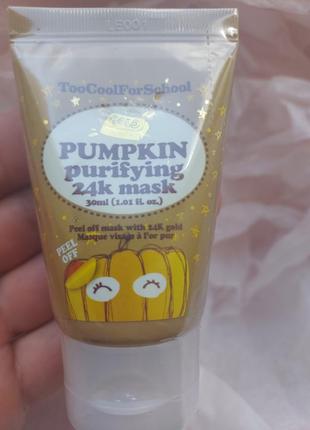 LE001
TooCoolForSchool
PUMPKIN
purifying
24k mask
30ml (1.01 fl. oz.)
Peel off mask with 24K gold
Masque visage à l'or pur
PEEL
OFF